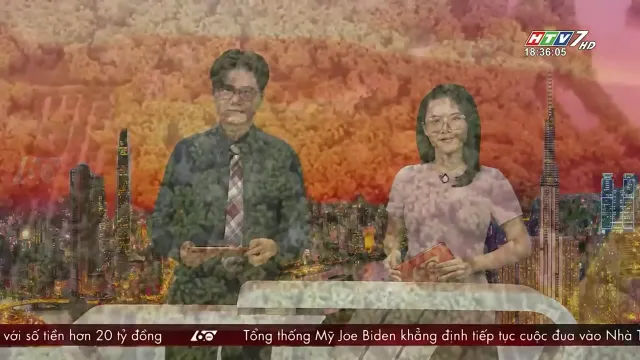 HTV7 HD
18:36:05
với số tiền hơn 20 tỷ đồng 60 Tổng thống Mỹ Joe Biden khẳng định tiếp tục cuộc đua vào Nhà T